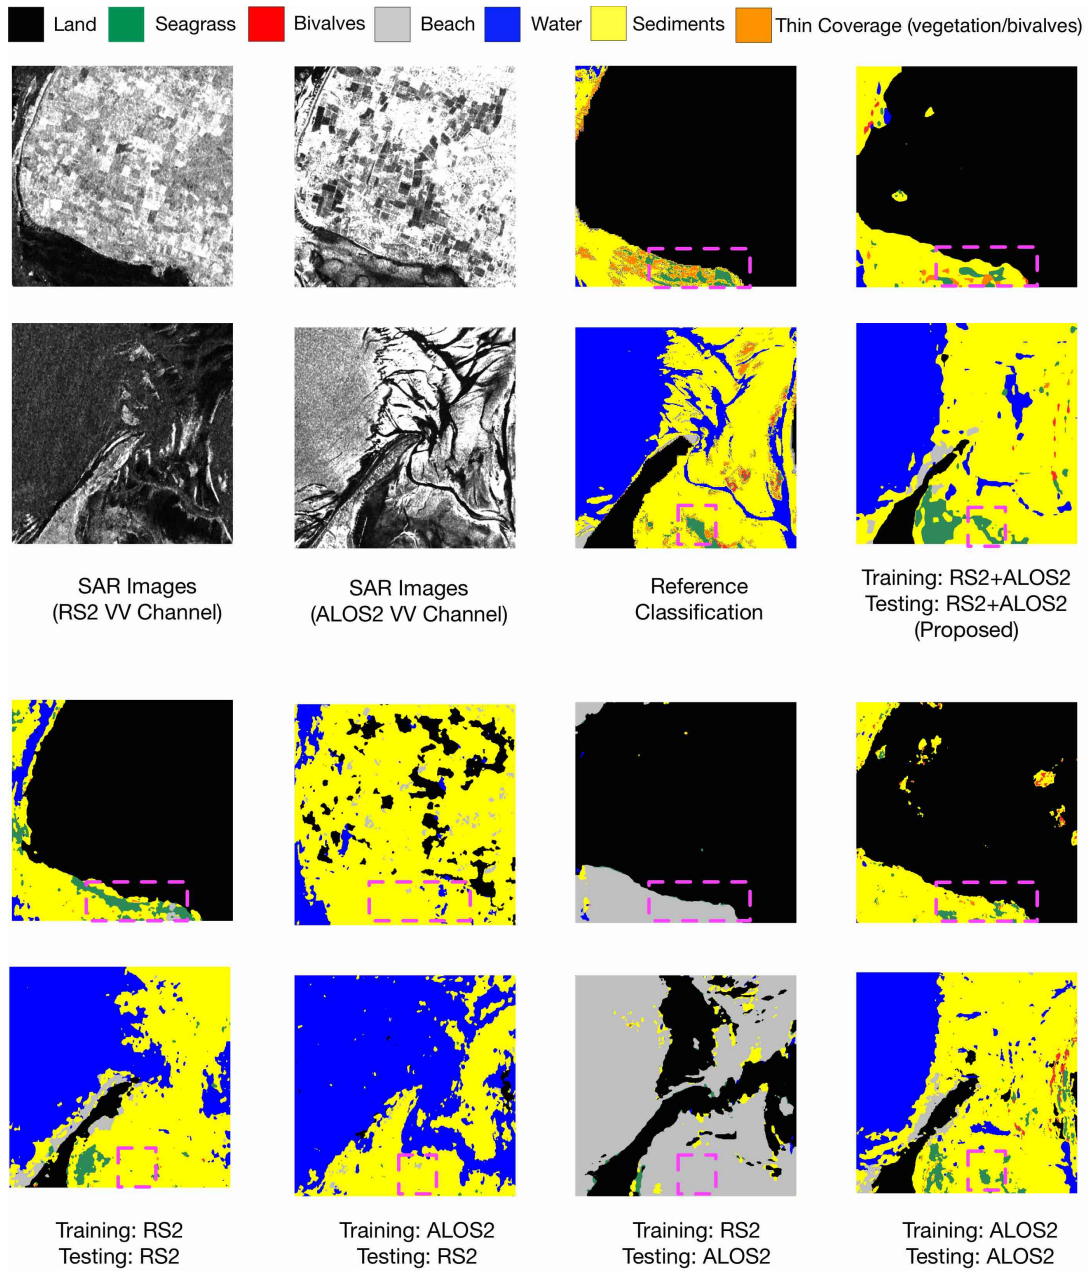 Land
Seagrass
Bivalves
Beach
Water
Sediments
Thin Coverage (vegetation/bivalves)
SAR Images
(RS2 VV Channel)
SAR Images
(ALOS2 VV Channel)
Reference
Classification
Training: RS2+ALOS2
Testing: RS2+ALOS2
(Proposed)
Training: RS2
Testing: RS2
Training: ALOS2
Testing: RS2
Training: RS2
Testing: ALOS2
Training: ALOS2
Testing: ALOS2